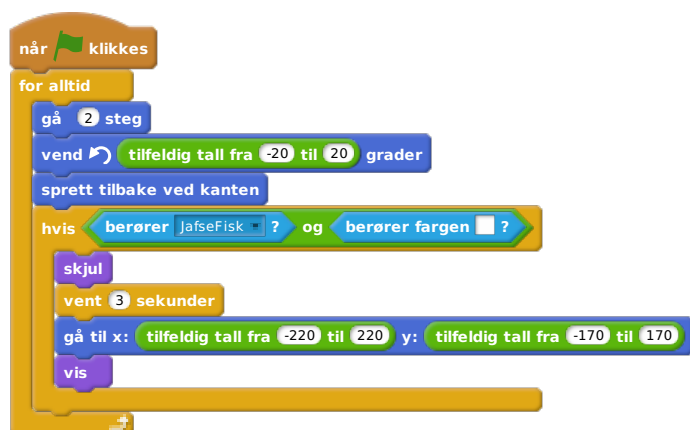 når klikkes
for alltid
gå 2 steg
vend tilfeldig tall fra -20 til 20 grader
sprett tilbake ved kanten
hvis berører JafseFisk ? og berører fargen ?
skjul
vent 3 sekunder
gå til x: tilfeldig tall fra -220 til 220 y: tilfeldig tall fra -170 til 170
vis